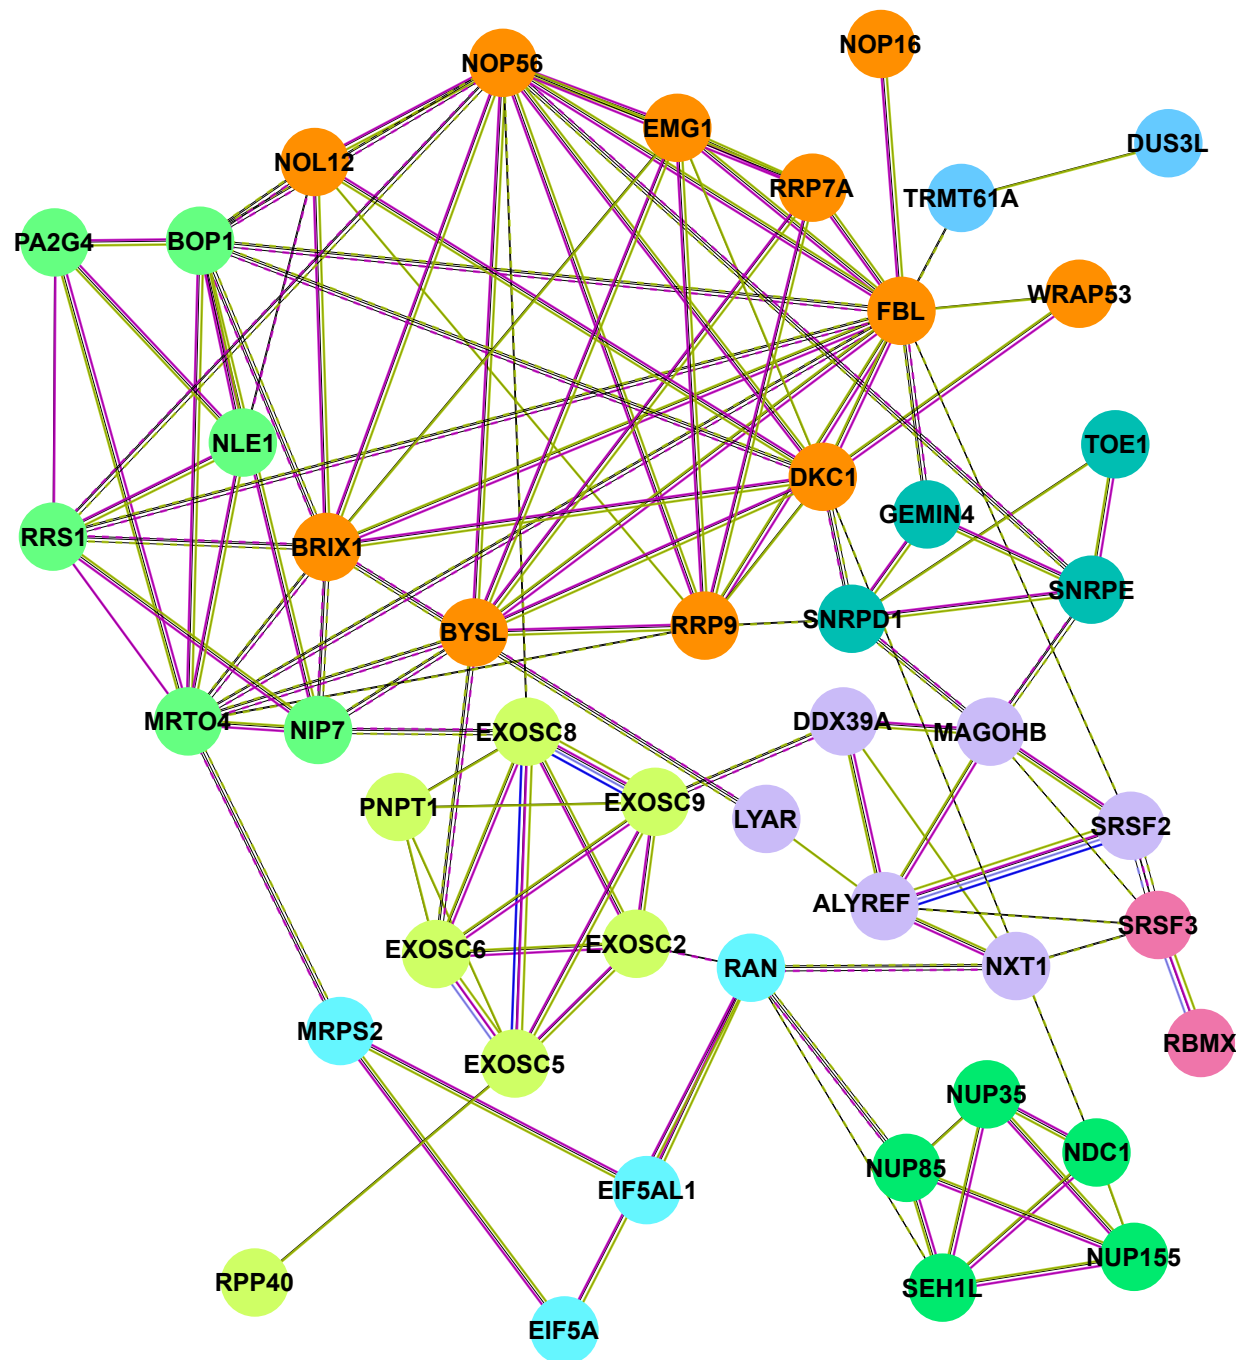 NOP16
NOP56
EMG1
DUS3L
NOL12
RRP7A
TRMT61A
PA2G4
BOP1
WRAP53
FBL
NLE1
TOE1
DKC1
GEMIN4
RRS1
BRIX1
SNRPE
SNRPD1
BYSL
RRP9
MRTO4
NIP7
EXOSC8
DDX39A
MAGOHB
PNPT1
EXOSC9
LYAR
SRSF2
ALYREF
SRSF3
EXOSC6
EXOSC2
RAN
NXT1
MRPS2
RBMX
EXOSC5
NUP35
NDC1
NUP85
EIF5AL1
NUP155
RPP40
SEH1L
EIF5A